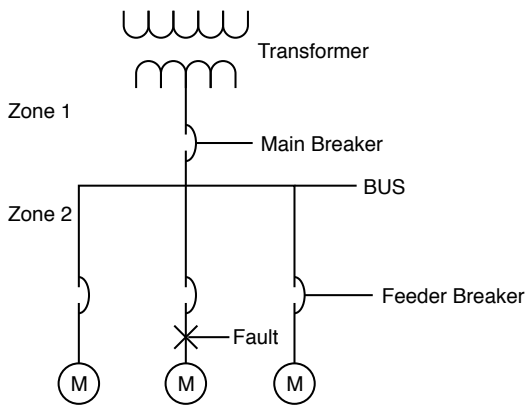 Transformer
Zone 1
Main Breaker
BUS
Zone 2
Feeder Breaker
Fault
M
M
M